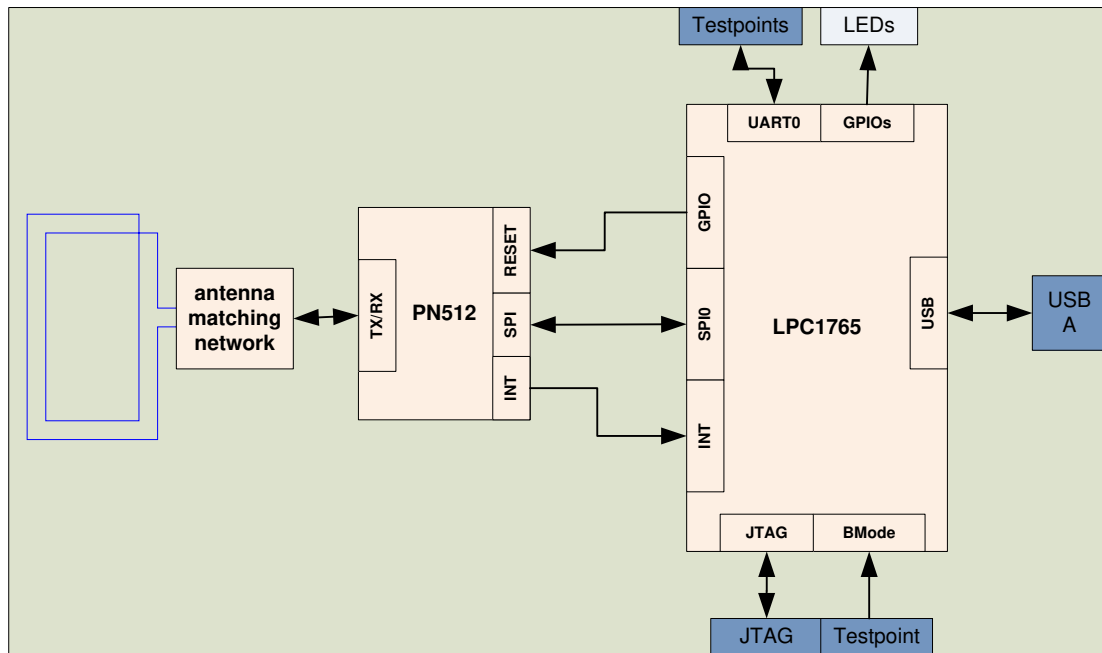 Testpoints
LEDs
UART0
GPIOs
GPIO
RESET
antenna
matching
network
TX/RX
PN512
SPI
SPI0
LPC1765
USB
USB
A
INT
INT
JTAG
BMode
JTAG
Testpoint